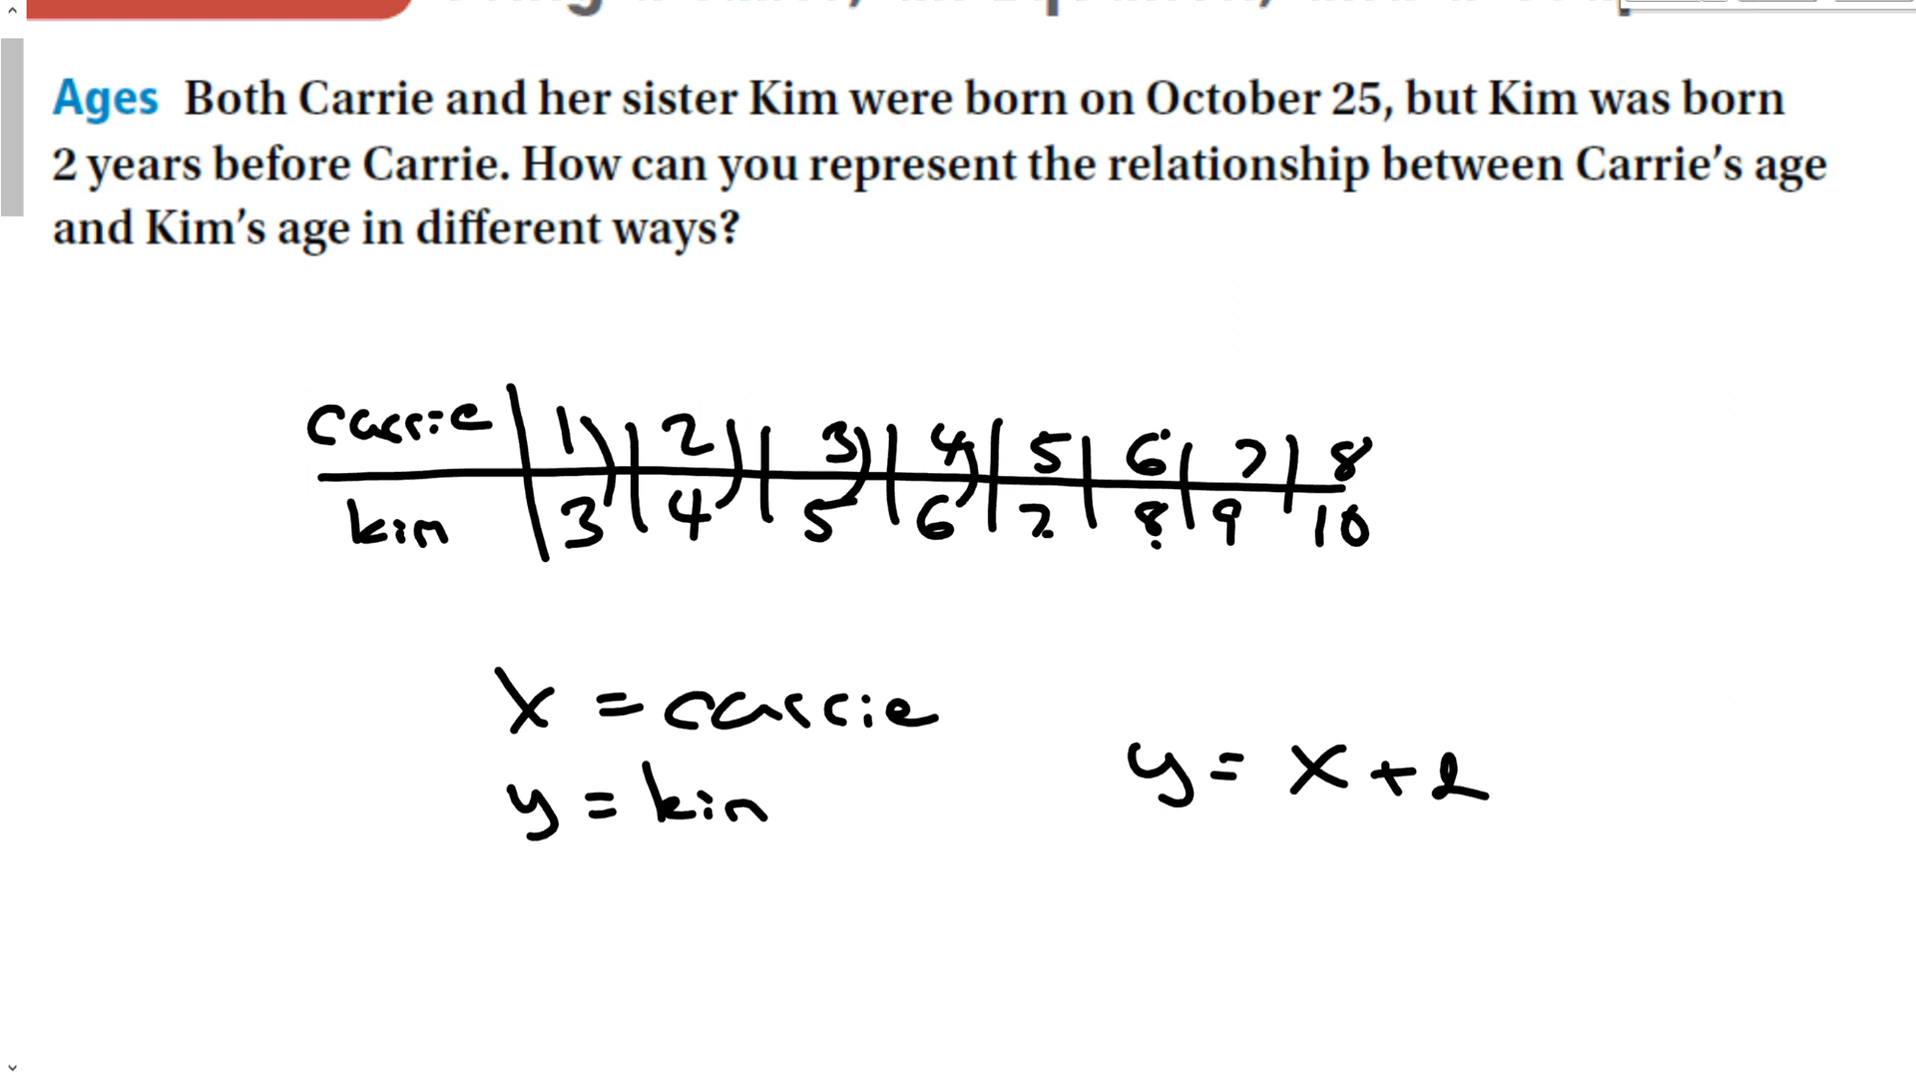 Ages Both Carrie and her sister Kim were born on October 25, but Kim was born
2 years before Carrie. How can you represent the relationship between Carrie's age
and Kim's age in different ways?
carrie | 1 | 2 | 3 | 4 | 5 | 6 | 7 | 8
kim | 3 | 4 | 5 | 6 | 7 | 8 | 9 | 10
x = carrie
y = kim
y = x + 2